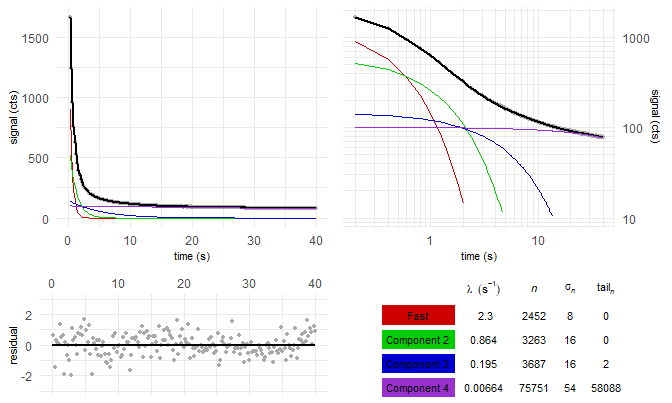 1500
1000
500
0
signal (cts)
0 10 20 30 40
time (s)
1000
100
10
signal (cts)
1 10
time (s)
0 10 20 30 40
2
0
-2
residual
λ (s⁻¹) n σₙ tailₙ
Fast 2.3 2452 8 0
Component 2 0.864 3263 16 0
Component 3 0.195 3687 16 2
Component 4 0.00664 75751 54 58088